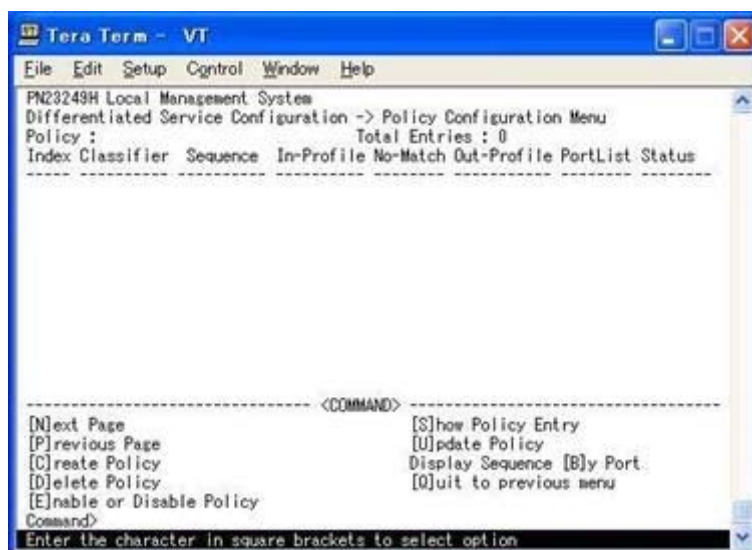 Tera Term - VT
File Edit Setup Control Window Help
PN23249H Local Management System
Differentiated Service Configuration -> Policy Configuration Menu
Policy : Total Entries : 0
Index Classifier Sequence In-Profile No-Match Out-Profile PortList Status
----- ---------- ---------- ---------- ---------- ----------- -------- --------
-------------------------------- <COMMAND> -----------------------------------
[N]ext Page [S]how Policy Entry
[P]revious Page [U]pdate Policy
[C]reate Policy Display Sequence [B]y Port
[D]elete Policy [Q]uit to previous menu
[E]nable or Disable Policy
Command>
Enter the character in square brackets to select option